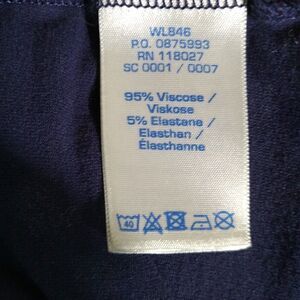 WL846
P.O. 0875993
RN 118027
SC 0001 / 0007
95% Viscose /
Viskose
5% Elastane /
Elasthan /
Élasthanne
40